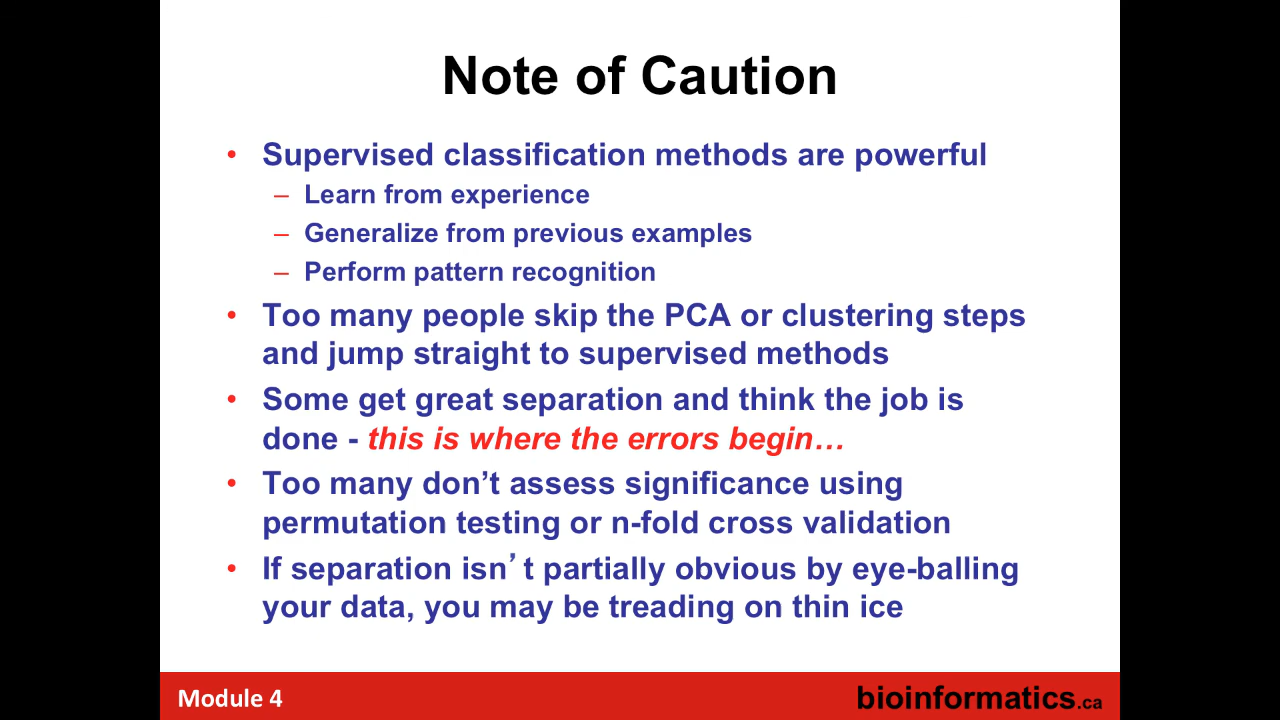 Note of Caution
• Supervised classification methods are powerful
– Learn from experience
– Generalize from previous examples
– Perform pattern recognition
• Too many people skip the PCA or clustering steps
and jump straight to supervised methods
• Some get great separation and think the job is
done - this is where the errors begin…
• Too many don’t assess significance using
permutation testing or n-fold cross validation
• If separation isn’t partially obvious by eye-balling
your data, you may be treading on thin ice
Module 4
bioinformatics.ca